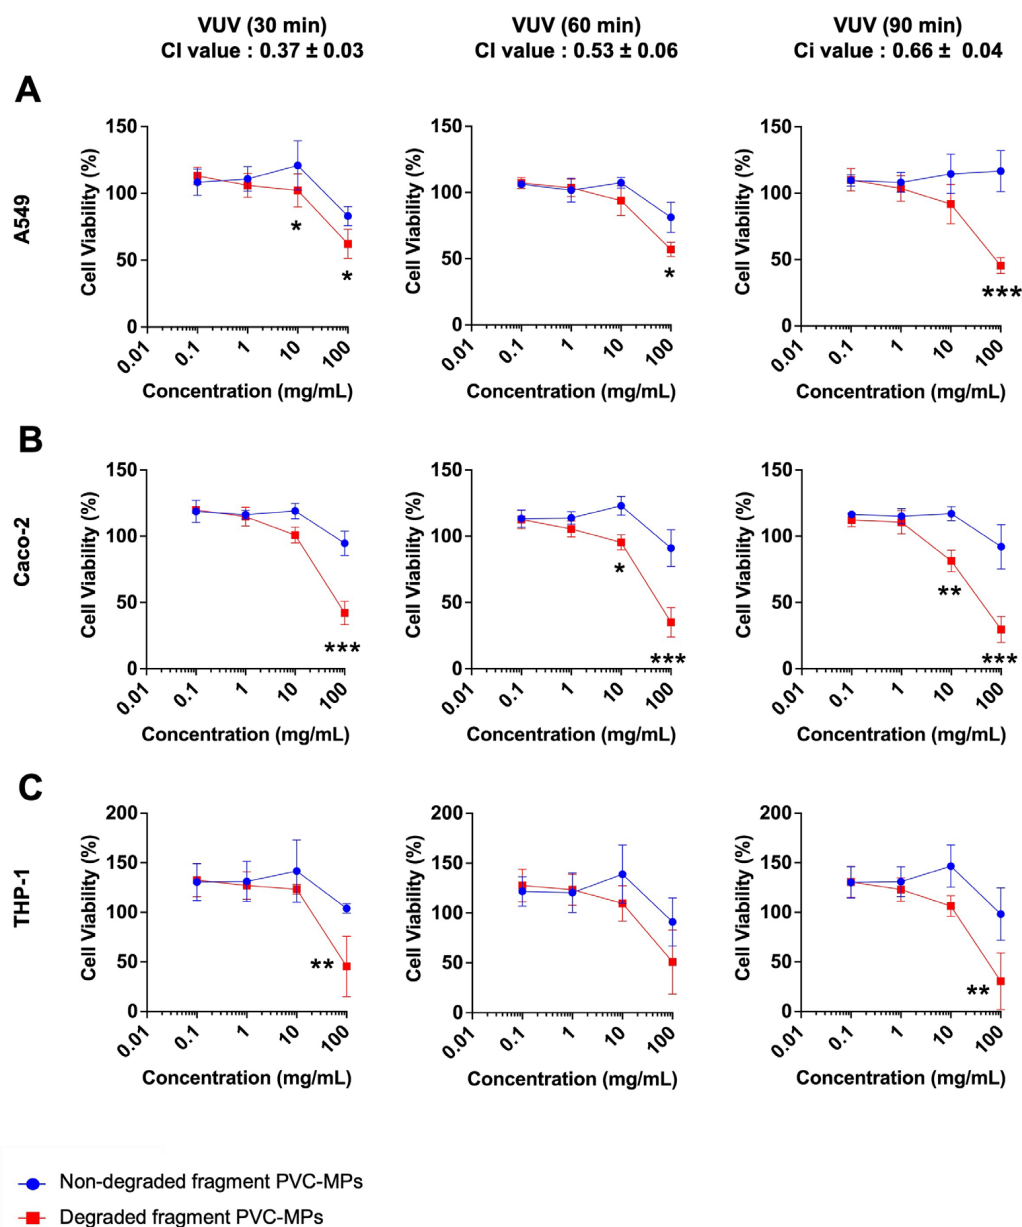 VUV (30 min)
CI value : 0.37 ± 0.03
VUV (60 min)
CI value : 0.53 ± 0.06
VUV (90 min)
Ci value : 0.66 ± 0.04
A
A549
Cell Viability (%)
150
100
50
0
0.01
0.1
1
10
100
*
*
Concentration (mg/mL)
Cell Viability (%)
150
100
50
0
0.01
0.1
1
10
100
*
Concentration (mg/mL)
Cell Viability (%)
150
100
50
0
0.01
0.1
1
10
100
***
Concentration (mg/mL)
B
Caco-2
Cell Viability (%)
150
100
50
0
0.01
0.1
1
10
100
***
Concentration (mg/mL)
Cell Viability (%)
150
100
50
0
0.01
0.1
1
10
100
*
***
Concentration (mg/mL)
Cell Viability (%)
150
100
50
0
0.01
0.1
1
10
100
**
***
Concentration (mg/mL)
C
THP-1
Cell Viability (%)
200
150
100
50
0
0.01
0.1
1
10
100
**
Concentration (mg/mL)
Cell Viability (%)
200
150
100
50
0
0.01
0.1
1
10
100
Concentration (mg/mL)
Cell Viability (%)
200
150
100
50
0
0.01
0.1
1
10
100
**
Concentration (mg/mL)
Non-degraded fragment PVC-MPs
Degraded fragment PVC-MPs